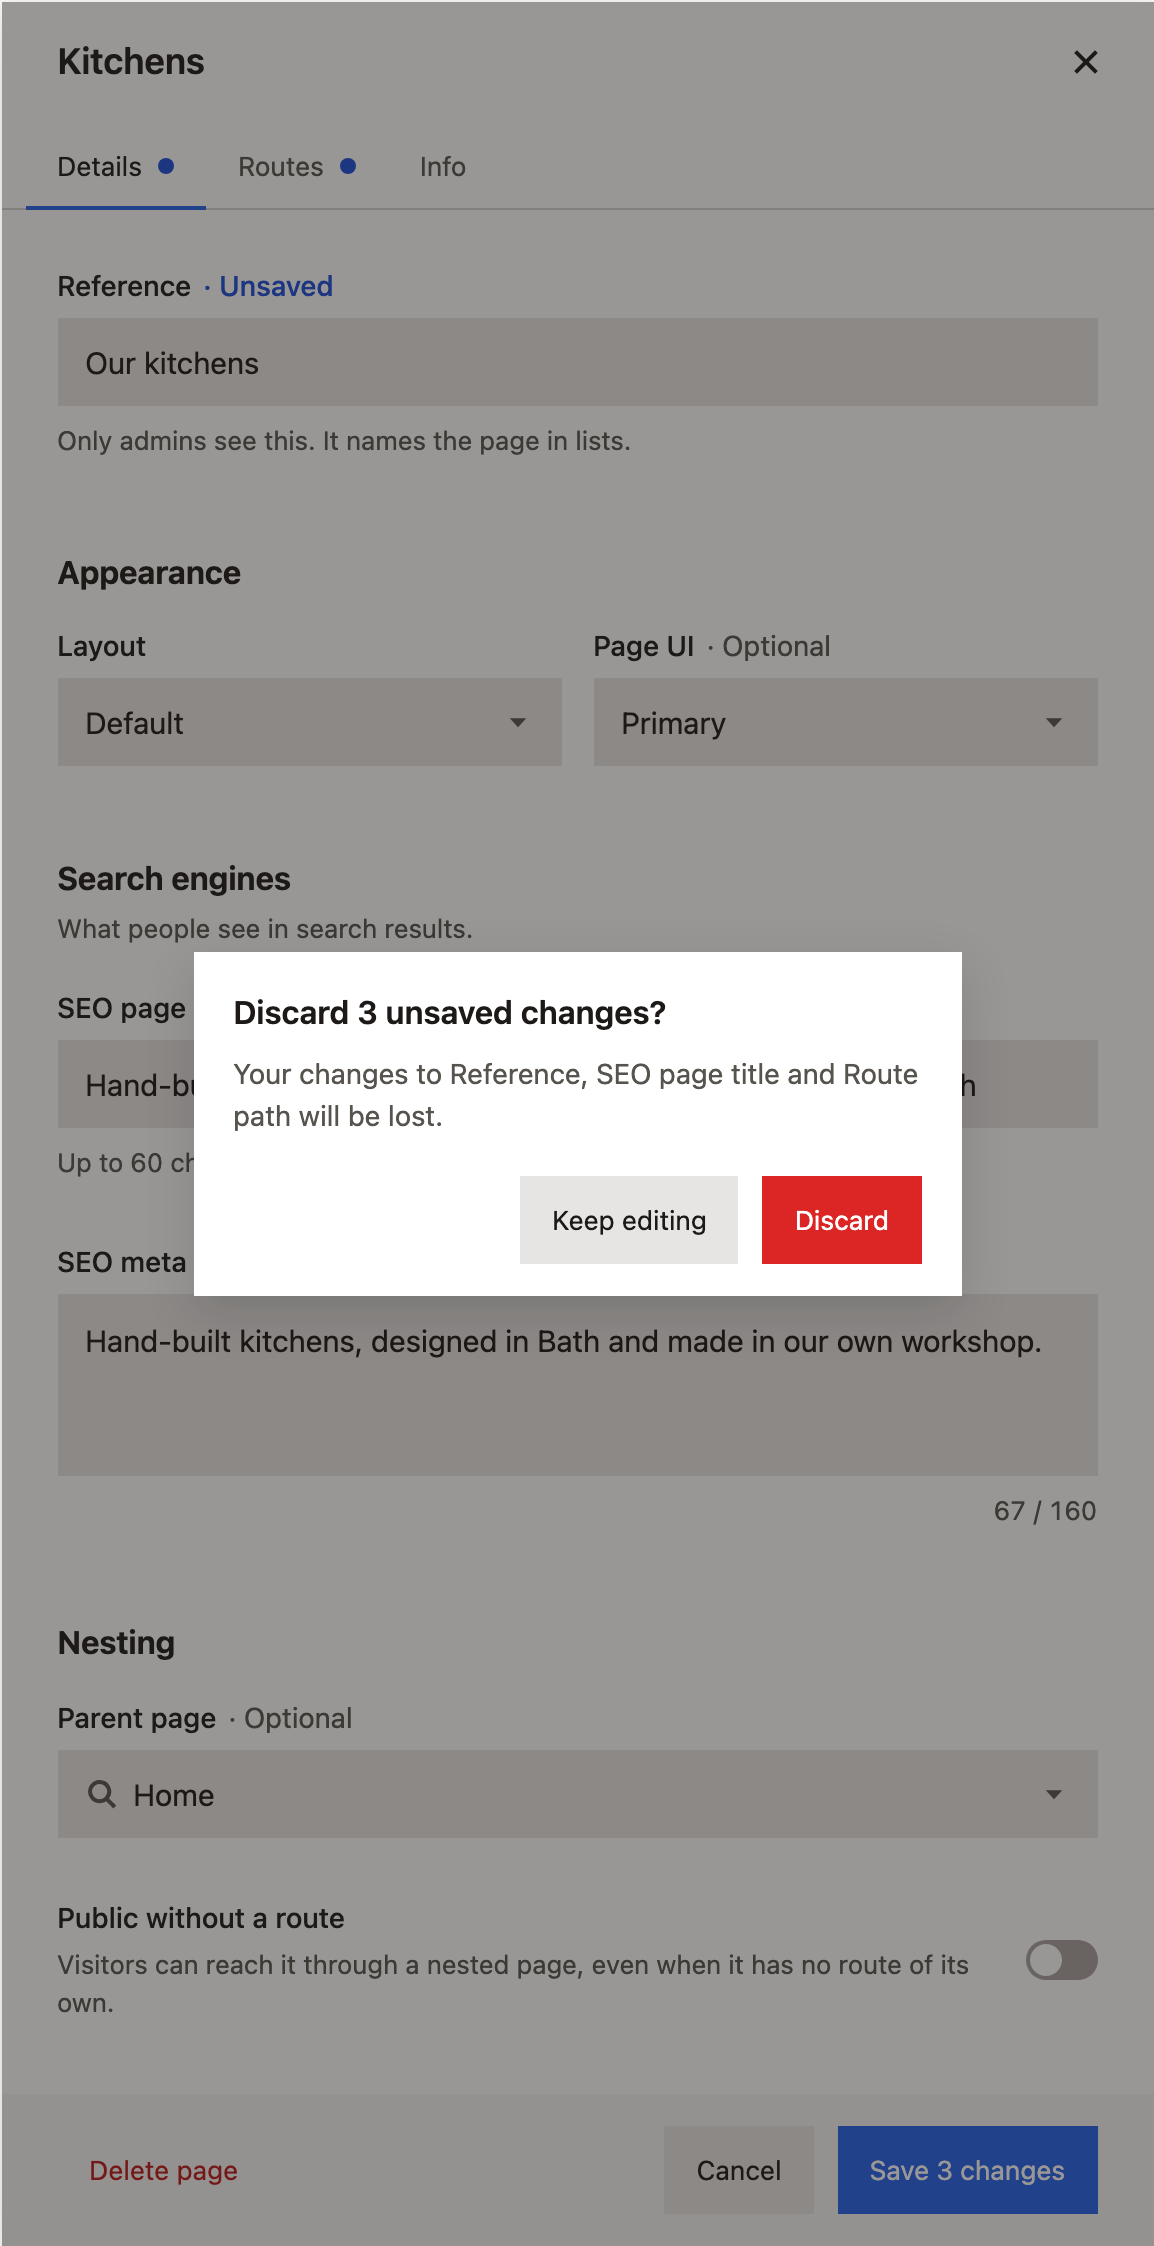 Kitchens
Details
Routes
Info
Reference · Unsaved
Our kitchens
Only admins see this. It names the page in lists.
Appearance
Layout
Page UI · Optional
Default
Primary
Search engines
What people see in search results.
SEO page
Hand-bu
h
Up to 60 ch
Discard 3 unsaved changes?
Your changes to Reference, SEO page title and Route
path will be lost.
Keep editing
Discard
SEO meta
Hand-built kitchens, designed in Bath and made in our own workshop.
67 / 160
Nesting
Parent page · Optional
Home
Public without a route
Visitors can reach it through a nested page, even when it has no route of its
own.
Delete page
Cancel
Save 3 changes